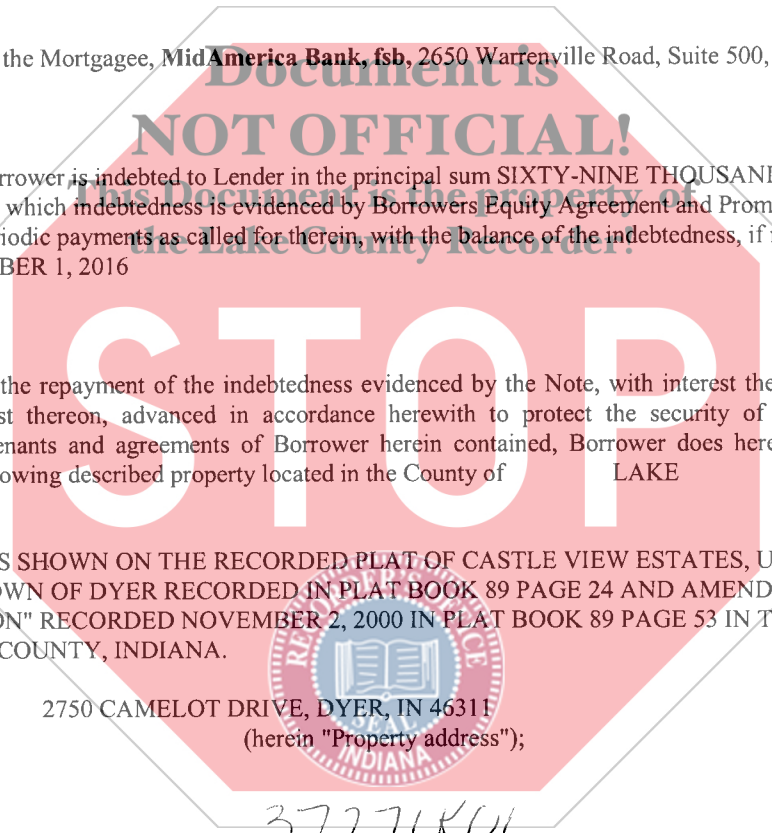 the Mortgagee, MidAmerica Bank, fsb, 2650 Warrenville Road, Suite 500,
Document is
NOT OFFICIAL!
rrower is indebted to Lender in the principal sum SIXTY-NINE THOUSAND
This Document is the property of
which indebtedness is evidenced by Borrowers Equity Agreement and Prom
riodic payments as called for therein, with the balance of the indebtedness, if
the Lake County Recorder!
BER 1, 2016
STOP
the repayment of the indebtedness evidenced by the Note, with interest the
st thereon, advanced in accordance herewith to protect the security of
enants and agreements of Borrower herein contained, Borrower does here
owing described property located in the County of LAKE
S SHOWN ON THE RECORDED PLAT OF CASTLE VIEW ESTATES, U
OWN OF DYER RECORDED IN PLAT BOOK 89 PAGE 24 AND AMEND
ON" RECORDED NOVEMBER 2, 2000 IN PLAT BOOK 89 PAGE 53 IN T
COUNTY, INDIANA.
RECORDER'S OFFICE
2750 CAMELOT DRIVE, DYER, IN 46311
SEAL
(herein "Property address");
INDIANA